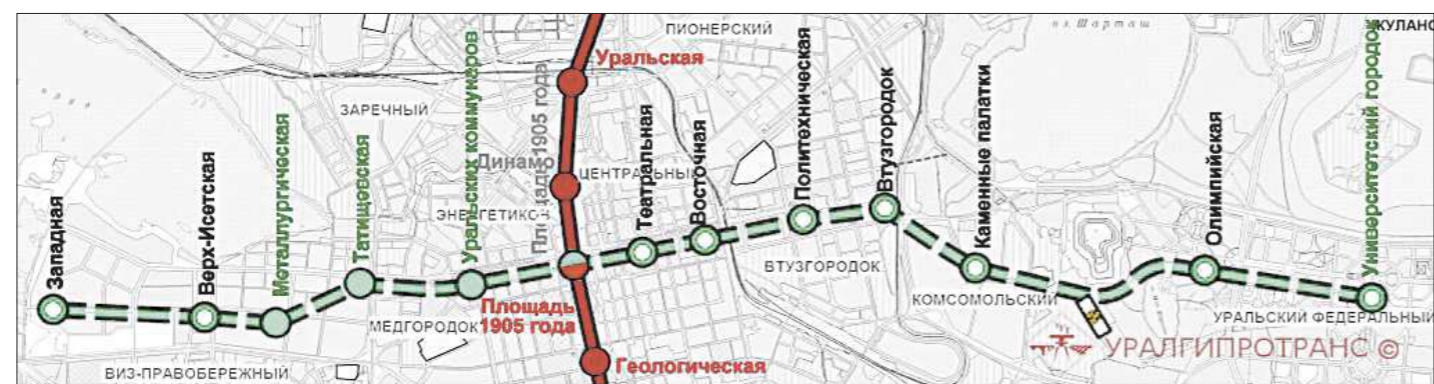 ПИОНЕРСКИЙ
оз. Шарташ
КУЛАНО
Уральская
ЗАРЕЧНЫЙ
Западная
Верх-Исетская
Металлургическая
Татищевская
Уральских коммунаров
Площадь 1905 года
Динамо
ЦЕНТРАЛЬНЫЙ
ЭНЕРГЕТИКОВ
Театральная
Восточная
Политехническая
Втузгородок
Каменные палатки
Олимпийская
Университетский городок
ВТУЗГОРОДОК
КОМСОМОЛЬСКИЙ
Площадь
1905 года
МЕДГОРОДОК
УРАЛЬСКИЙ ФЕДЕРАЛЬНЫЙ
УРАЛГИПРОТРАНС ©
Геологическая
ВИЗ-ПРАВОБЕРЕЖНЫЙ